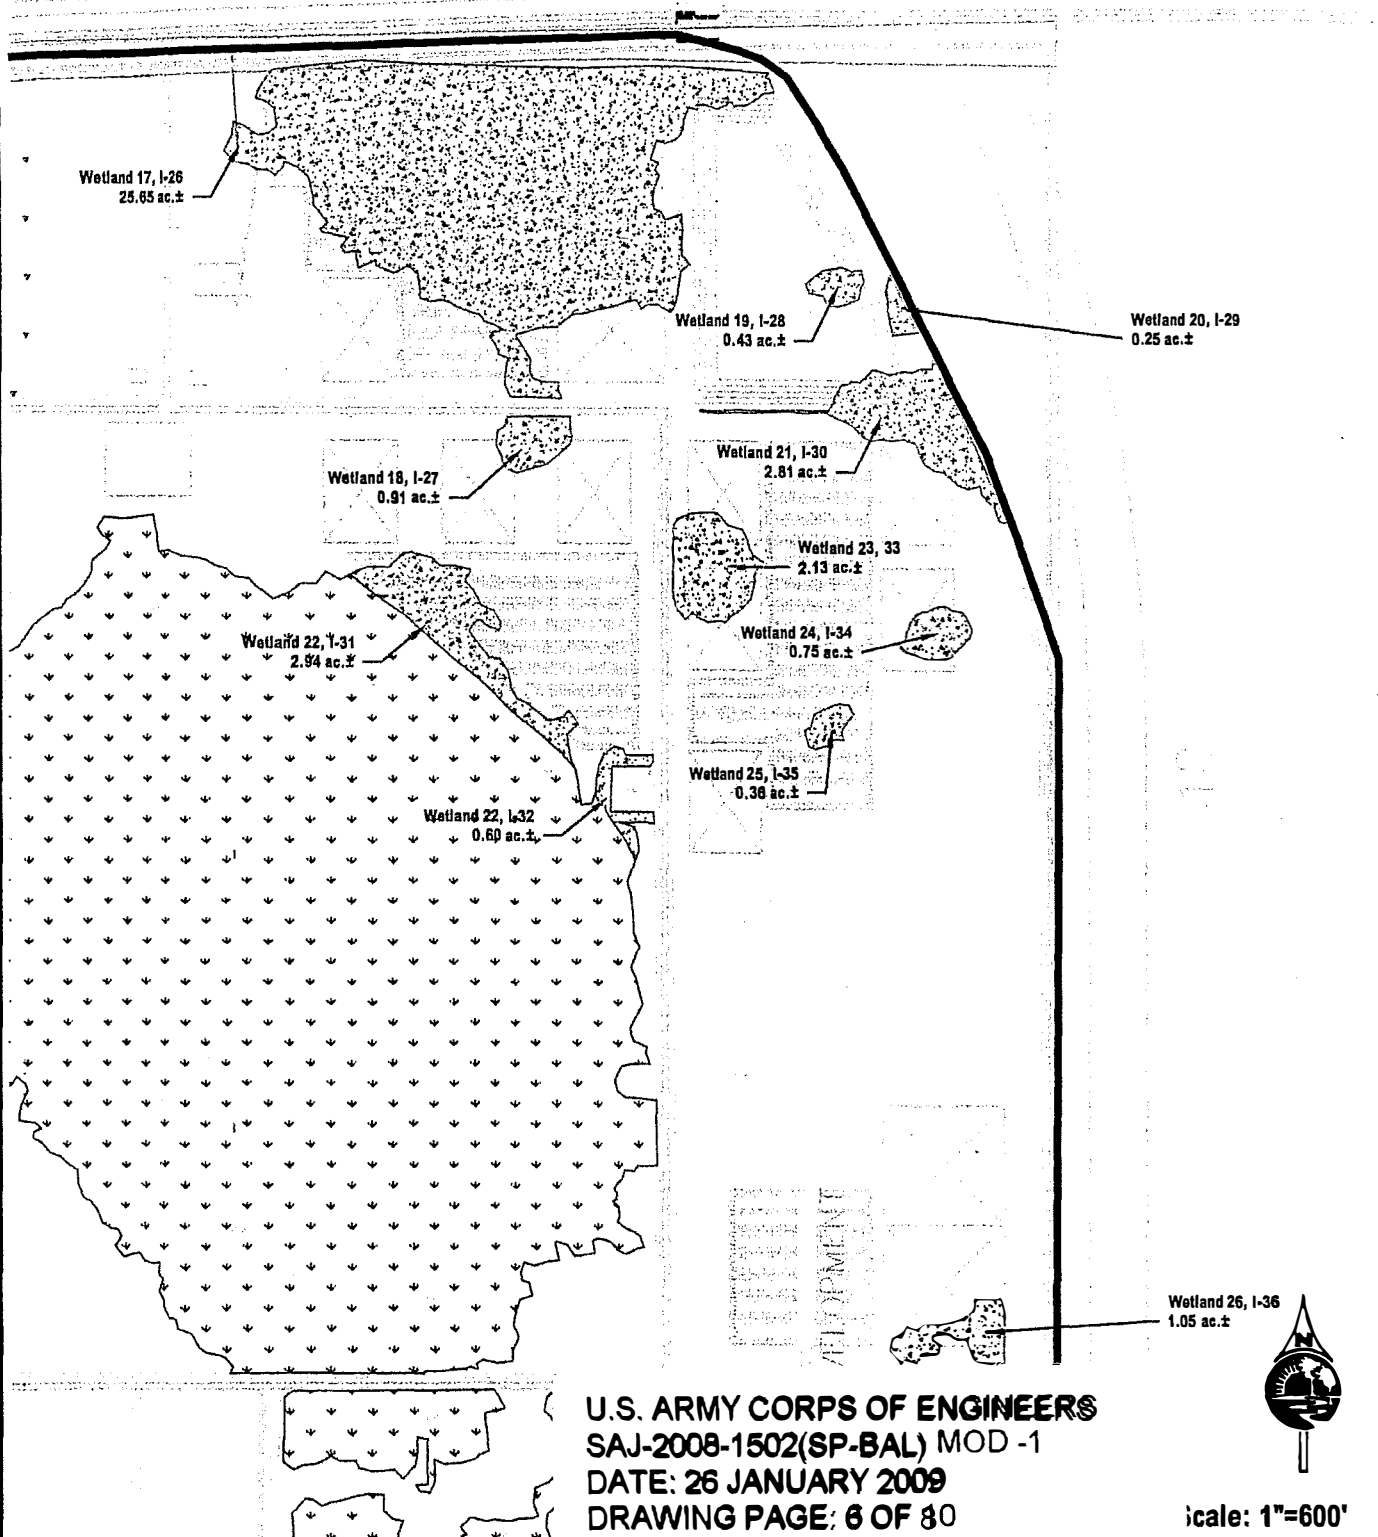 Wetland 17, I-26
25.65 ac.±
Wetland 19, I-28
0.43 ac.±
Wetland 20, I-29
0.25 ac.±
Wetland 21, I-30
2.81 ac.±
Wetland 18, I-27
0.91 ac.±
Wetland 23, 33
2.13 ac.±
Wetland 24, I-34
0.75 ac.±
Wetland 22, I-31
2.94 ac.±
Wetland 25, I-35
0.36 ac.±
Wetland 22, I-32
0.60 ac.±
Wetland 26, I-36
1.05 ac.±
N
U.S. ARMY CORPS OF ENGINEERS
SAJ-2008-1502(SP-BAL) MOD -1
DATE: 26 JANUARY 2009
DRAWING PAGE: 6 OF 80
cale: 1"=600'